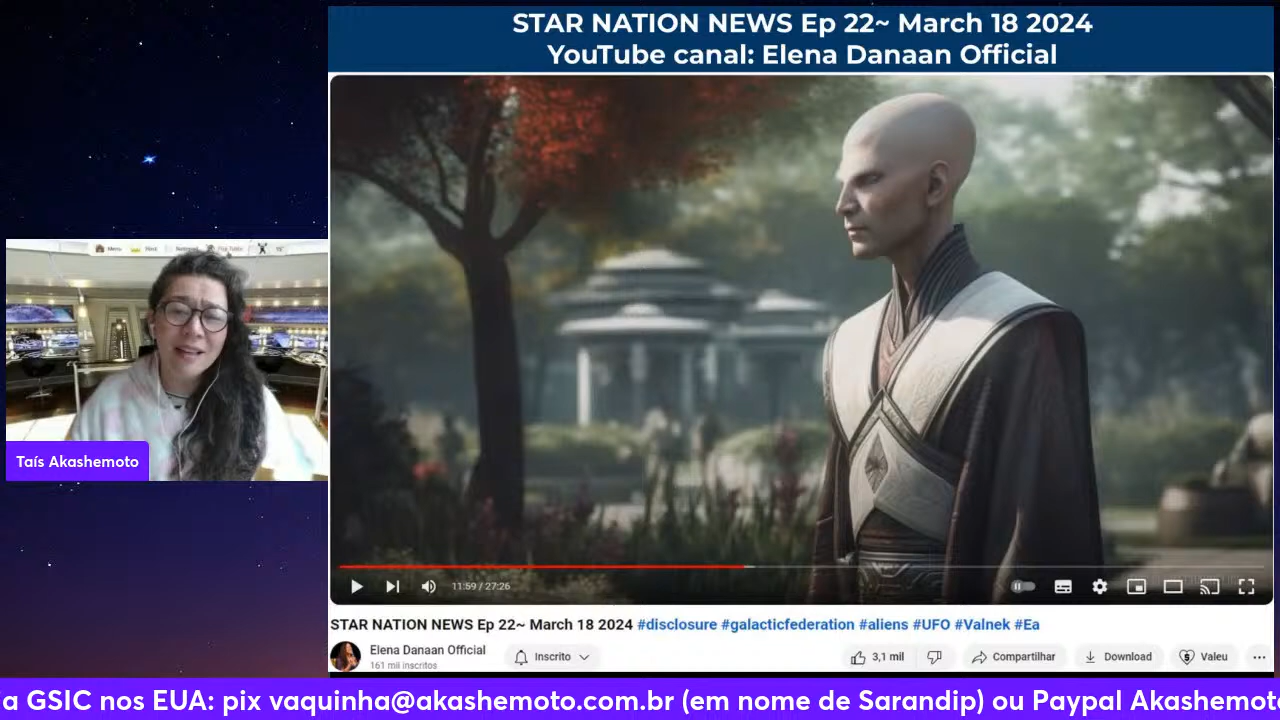 STAR NATION NEWS Ep 22~ March 18 2024
YouTube canal: Elena Danaan Official
Menu
Taís Akashemoto
11:59 / 27:26
STAR NATION NEWS Ep 22~ March 18 2024 #disclosure #galacticfederation #aliens #UFO #Valnek #Ea
Elena Danaan Official
161 mil inscritos
Inscrito
3,1 mil
Compartilhar
Download
Valeu
a GSIC nos EUA: pix vaquinha@akashemoto.com.br (em nome de Sarandip) ou Paypal Akashemoto